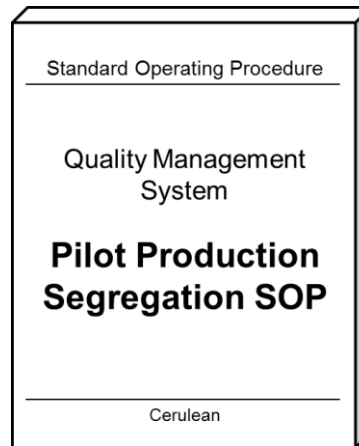 Standard Operating Procedure
Quality Management
System
Pilot Production
Segregation SOP
Cerulean